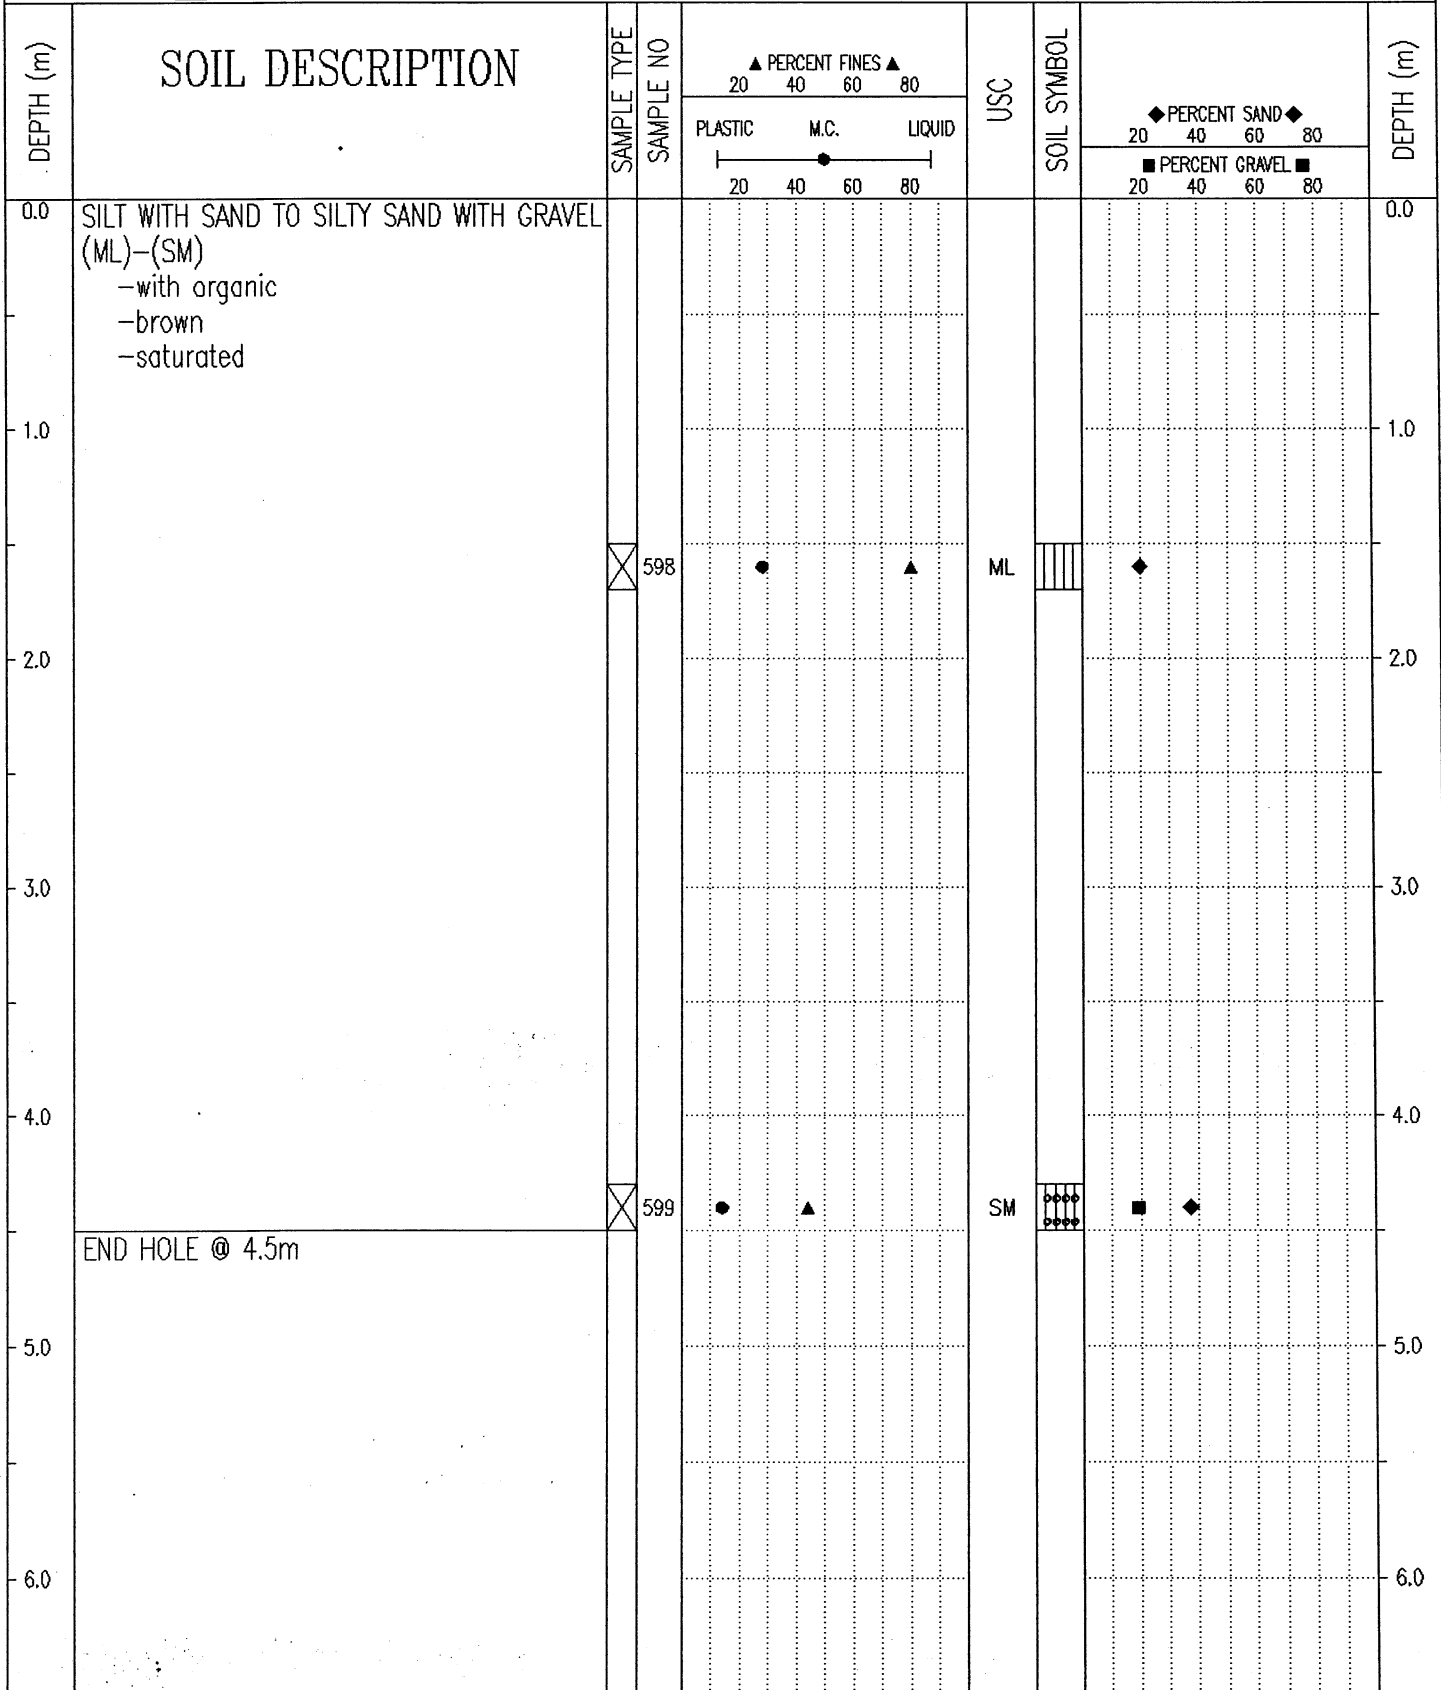 DEPTH (m)
SOIL DESCRIPTION
SAMPLE TYPE
SAMPLE NO
▲ PERCENT FINES ▲
20 40 60 80
PLASTIC M.C. LIQUID
20 40 60 80
USC
SOIL SYMBOL
◆PERCENT SAND◆
20 40 60 80
■ PERCENT GRAVEL ■
20 40 60 80
DEPTH (m)
0.0 SILT WITH SAND TO SILTY SAND WITH GRAVEL 0.0
(ML)-(SM)
-with organic
-brown
-saturated
1.0 1.0
598 ML
2.0 2.0
3.0 3.0
4.0 4.0
599 SM
END HOLE @ 4.5m
5.0 5.0
6.0 6.0